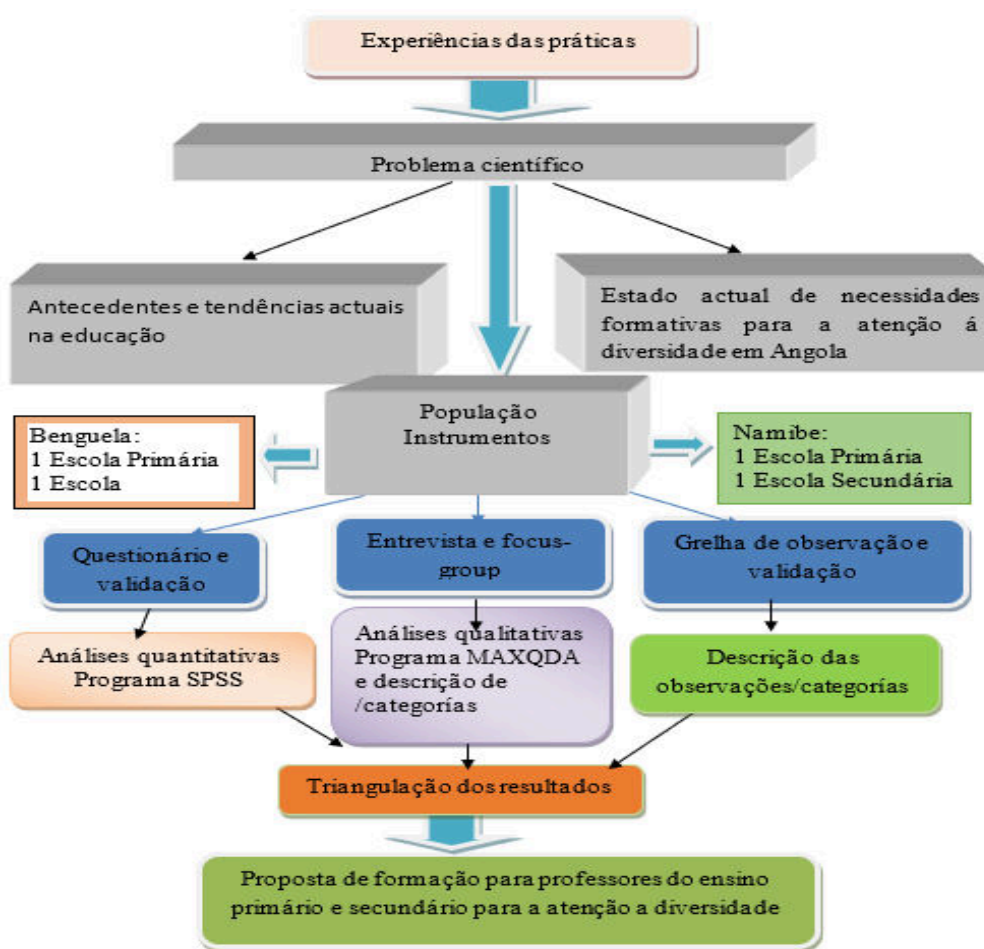 Experiências das práticas
Problema científico
Antecedentes e tendências actuais
na educação
Estado actual de necessidades
formativas para a atenção á
diversidade em Angola
População
Instrumentos
Benguela:
1 Escola Primária
1 Escola
Namibe:
1 Escola Primária
1 Escola Secundária
Questionário e
validação
Entrevista e focus-
group
Grelha de observação e
validação
Análises quantitativas
Programa SPSS
Análises qualitativas
Programa MAXQDA
e descrição de
/categorías
Descrição das
observações/categorías
Triangulação dos resultados
Proposta de formação para professores do ensino
primário e secundário para a atenção a diversidade